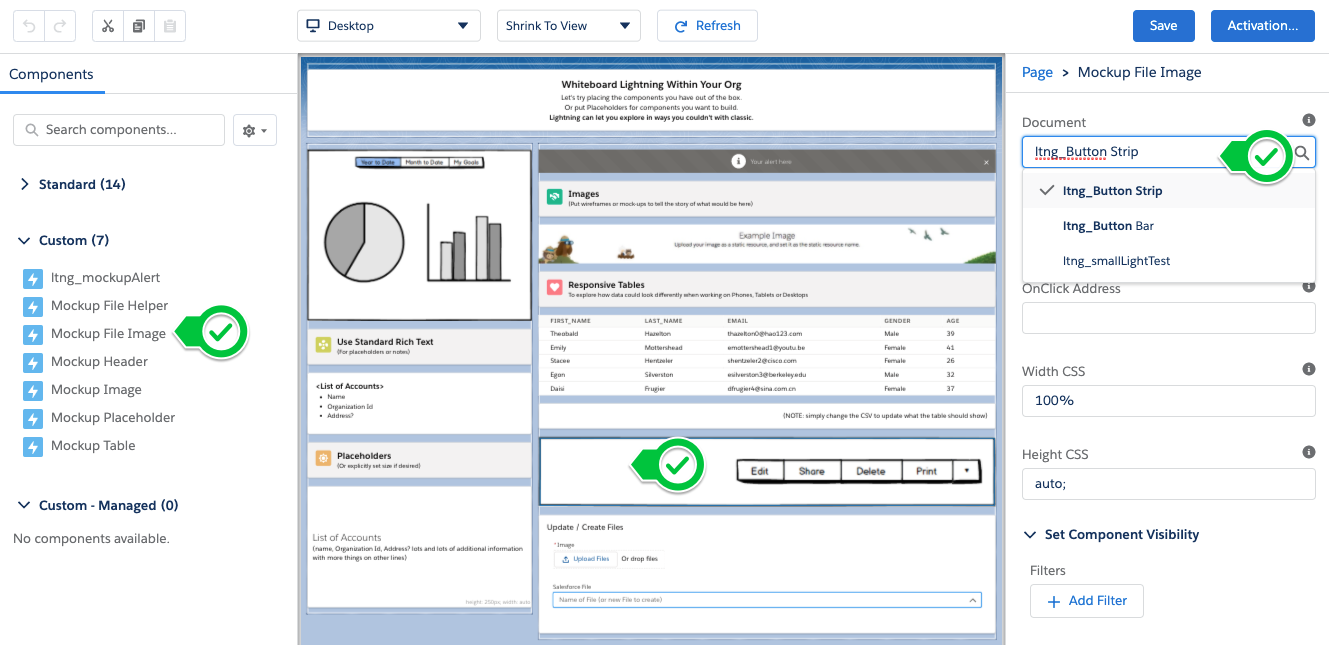 Desktop
Shrink To View
Refresh
Save
Activation...
Components
Search components...
Standard (14)
Custom (7)
ltng_mockupAlert
Mockup File Helper
Mockup File Image
Mockup Header
Mockup Image
Mockup Placeholder
Mockup Table
Custom - Managed (0)
No components available.
Whiteboard Lightning Within Your Org
Let's try placing the components you have out of the box.
Or put Placeholders for components you want to build.
Lightning can let you explore in ways you couldn't with classic.
Year to Date Month to Date My Goals
Use Standard Rich Text
(For placeholders or notes)
<List of Accounts>
• Name
• Organization Id
• Address?
Placeholders
(Or explicitly set size if desired)
List of Accounts
(name, Organization Id, Address? lots and lots of additional information
with more things on other lines)
height: 250px; width: auto
Your alert here
Images
(Put wireframes or mock-ups to tell the story of what would be here)
Example Image
Upload your image as a static resource, and set it as the static resource name.
Responsive Tables
To explore how data could look differently when working on Phones, Tablets or Desktops
FIRST_NAME LAST_NAME EMAIL GENDER AGE
Theobald Hazelton thazelton0@hao123.com Male 39
Emily Mottershead emottershead1@youtu.be Female 41
Stacee Hentzeler shentzeler2@cisco.com Female 26
Egon Silverston esilverston3@berkeley.edu Male 32
Daisi Frugier dfrugier4@sina.com.cn Female 37
(NOTE: simply change the CSV to update what the table should show)
Edit Share Delete Print
Update / Create Files
* Image
Upload Files Or drop files
Salesforce File
Name of File (or new File to create)
Page > Mockup File Image
Document
ltng_Button Strip
ltng_Button Strip
ltng_Button Bar
ltng_smallLightTest
OnClick Address
Width CSS
100%
Height CSS
auto;
Set Component Visibility
Filters
+ Add Filter